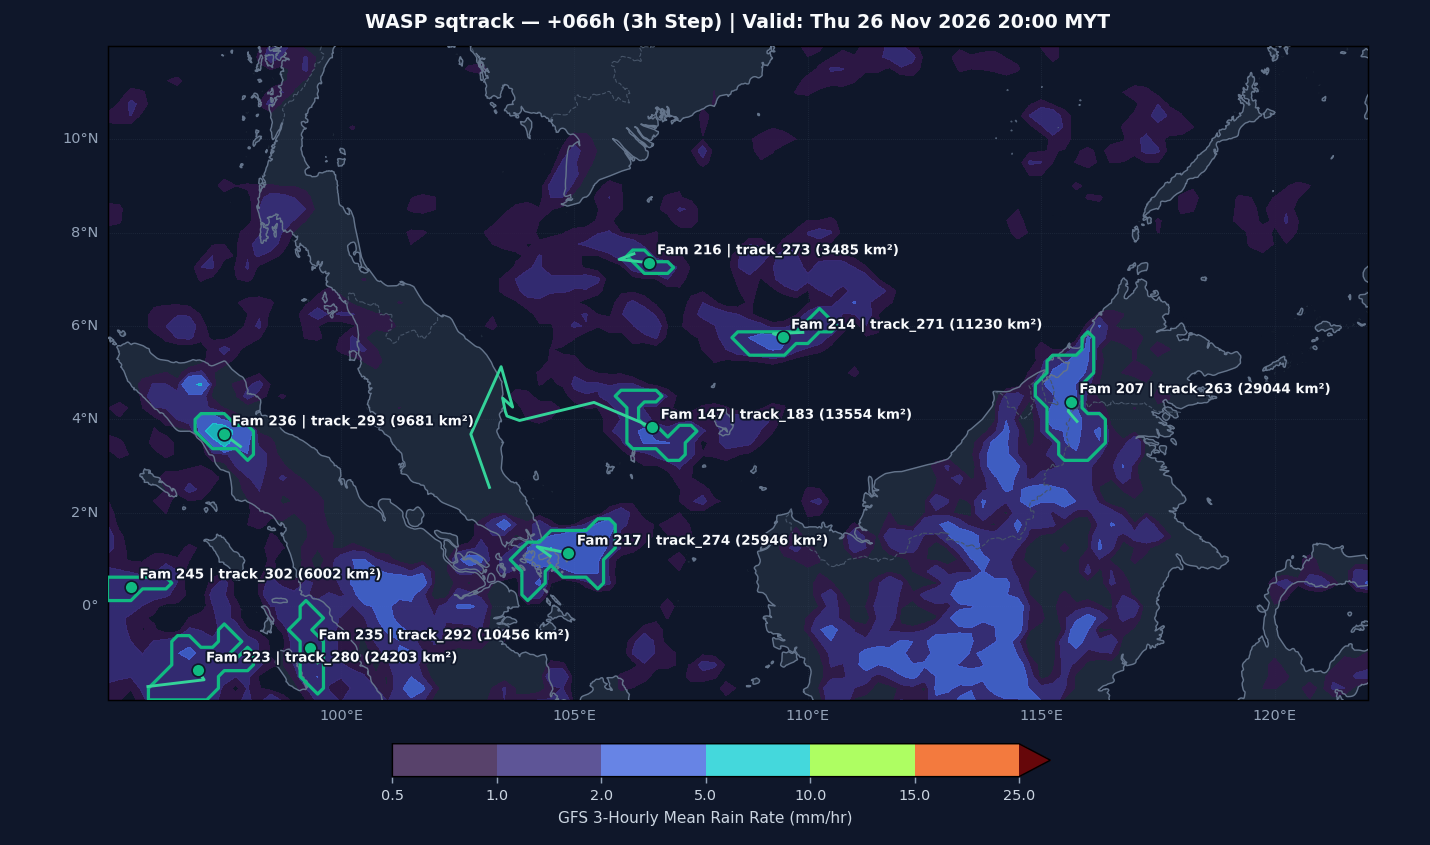 WASP sqtrack — +066h (3h Step) | Valid: Thu 26 Nov 2026 20:00 MYT
10°N
8°N
6°N
4°N
2°N
0°
Fam 216 | track_273 (3485 km²)
Fam 214 | track_271 (11230 km²)
Fam 207 | track_263 (29044 km²)
Fam 147 | track_183 (13554 km²)
Fam 236 | track_293 (9681 km²)
Fam 217 | track_274 (25946 km²)
Fam 245 | track_302 (6002 km²)
Fam 235 | track_292 (10456 km²)
Fam 223 | track_280 (24203 km²)
100°E
105°E
110°E
115°E
120°E
0.5
1.0
2.0
5.0
10.0
15.0
25.0
GFS 3-Hourly Mean Rain Rate (mm/hr)